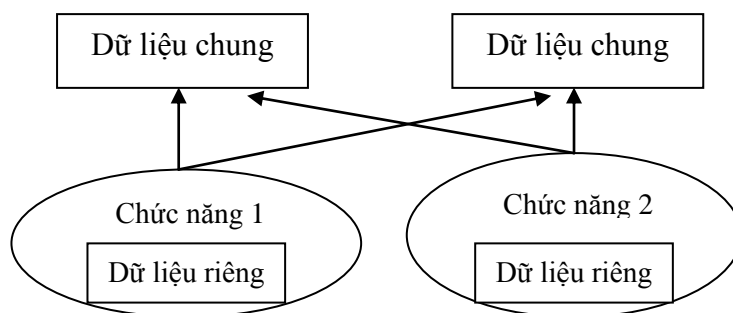 Dữ liệu chung
Dữ liệu chung
Chức năng 1
Chức năng 2
Dữ liệu riêng
Dữ liệu riêng